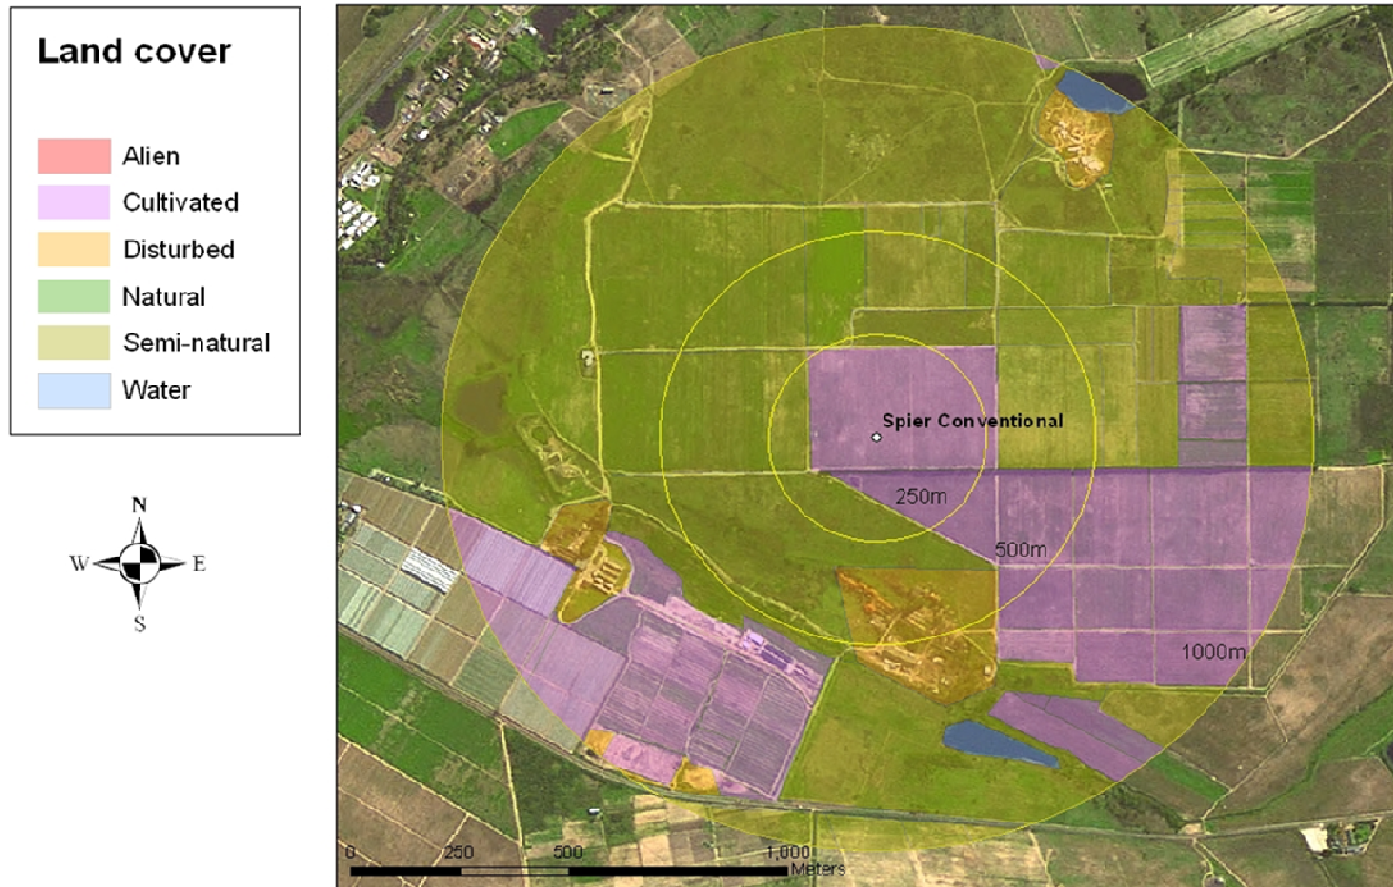 Land cover
Alien
Cultivated
Disturbed
Natural
Semi-natural
Water
N
W E
S
Spier Conventional
250m
500m
1000m
0 250 500 1,000
Meters